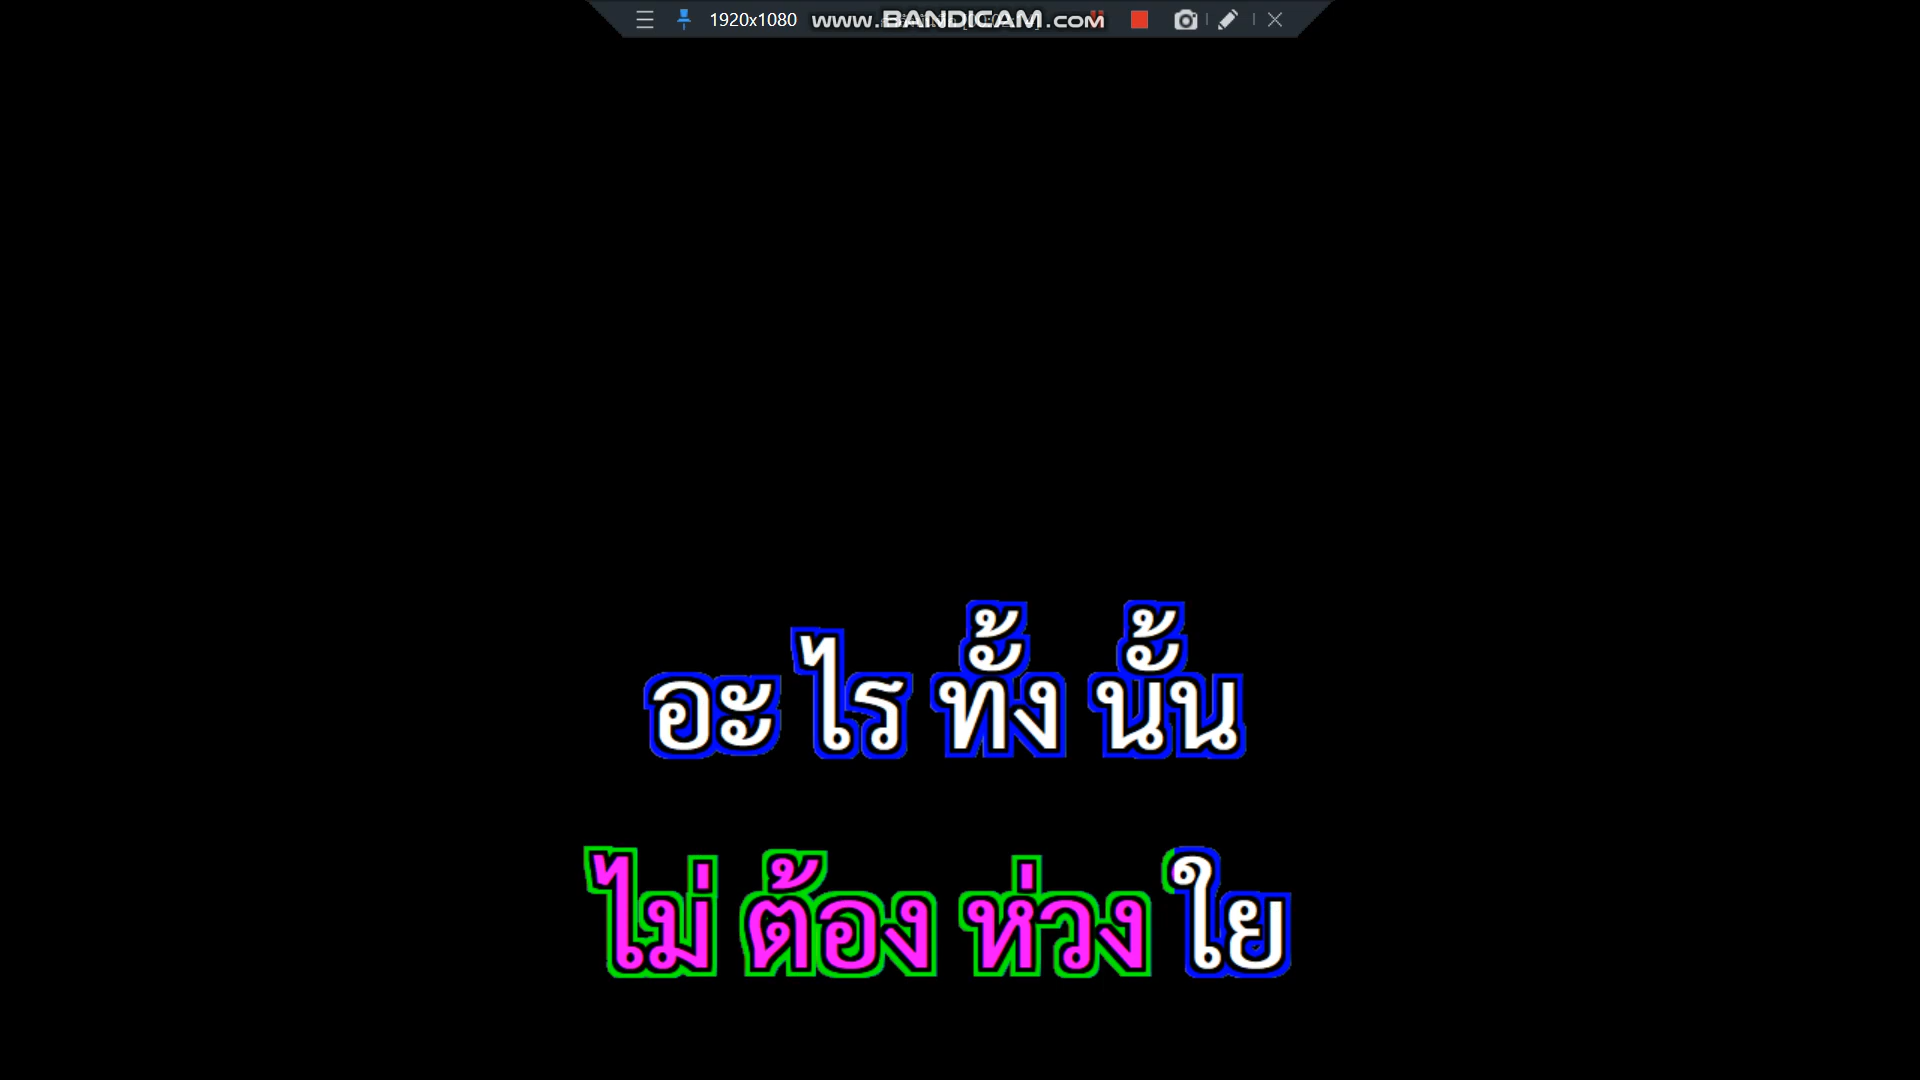 1920x1080 www.BANDICAM.com
อะ ไร ทั้ง นั้น
ไม่ ต้อง ห่วง ใย